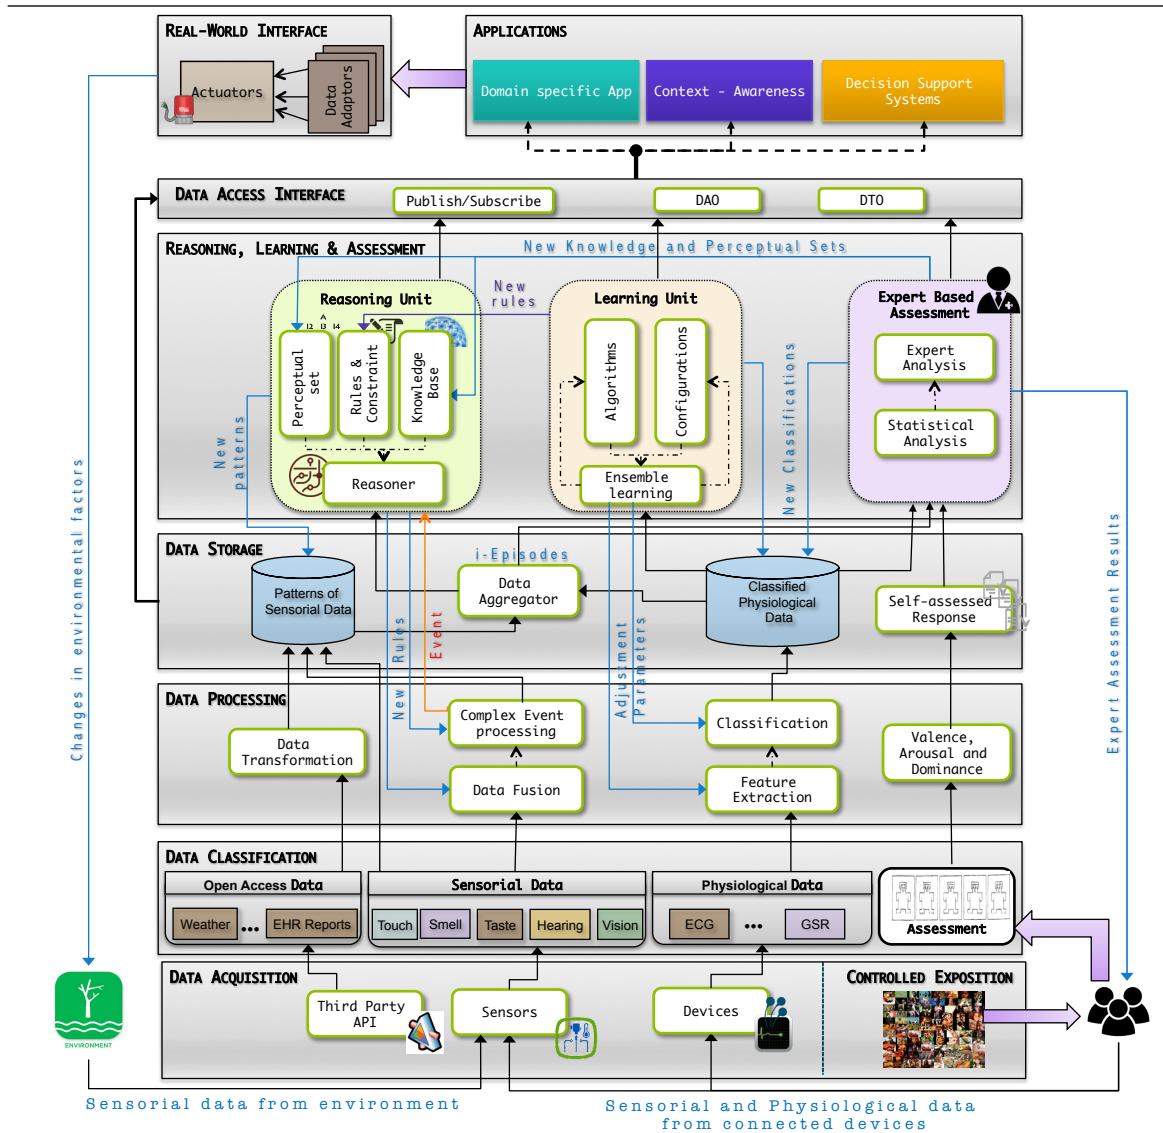 REAL-WORLD INTERFACE
Actuators
Data
Adaptors
APPLICATIONS
Domain specific App
Context - Awareness
Decision Support
Systems
DATA ACCESS INTERFACE
Publish/Subscribe
DAO
DTO
REASONING, LEARNING & ASSESSMENT
New Knowledge and Perceptual Sets
Reasoning Unit
12 13 14
Perceptual
set
Rules &
Constraint
Knowledge
Base
Reasoner
New
rules
Learning Unit
Algorithms
Configurations
Ensemble
learning
Expert Based
Assessment
Expert
Analysis
Statistical
Analysis
New
patterns
New Classifications
DATA STORAGE
Patterns of
Sensorial Data
i-Episodes
Data
Aggregator
Classified
Physiological
Data
Self-assessed
Response
New Rules
Event
Adjustment
Parameters
DATA PROCESSING
Data
Transformation
Complex Event
processing
Data Fusion
Classification
Feature
Extraction
Valence,
Arousal and
Dominance
DATA CLASSIFICATION
Open Access Data
Weather
...
EHR Reports
Sensorial Data
Touch
Smell
Taste
Hearing
Vision
Physiological Data
ECG
...
GSR
Assessment
DATA ACQUISITION
Third Party
API
Sensors
Devices
CONTROLLED EXPOSITION
Changes in environmental factors
Expert Assessment Results
ENVIRONMENT
Sensorial data from environment
Sensorial and Physiological data
from connected devices